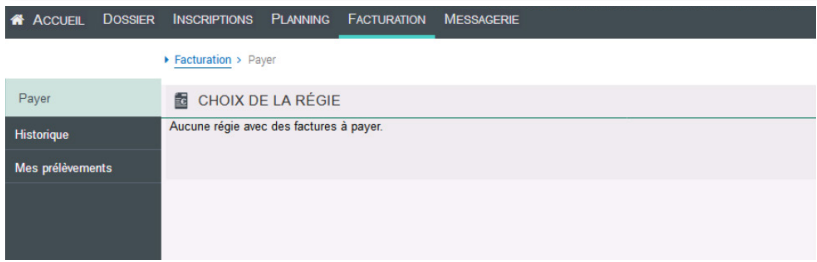 Accueil Dossier Inscriptions Planning Facturation Messagerie
Facturation > Payer
Payer
CHOIX DE LA RÉGIE
Historique
Aucune régie avec des factures à payer.
Mes prélèvements